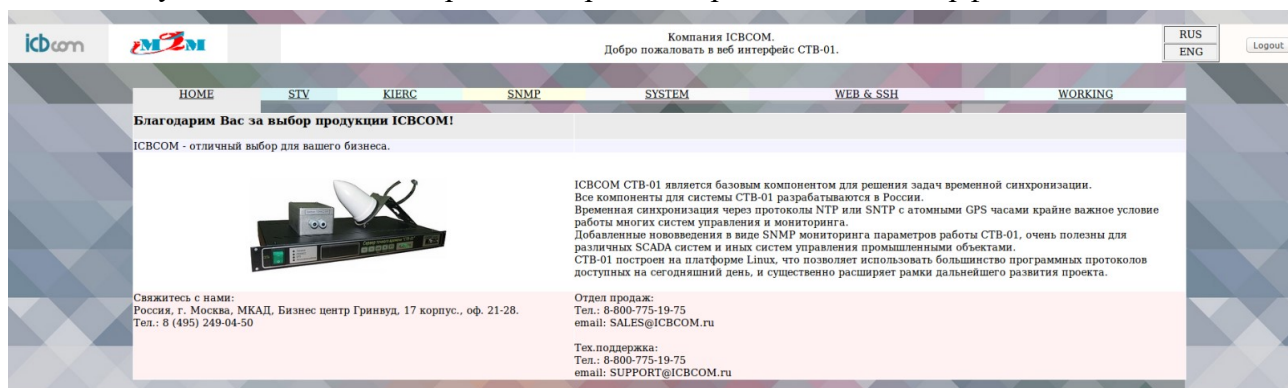 icbcom
eM2M
Компания ICBCOM.
Добро пожаловать в веб интерфейс СТВ-01.
RUS
ENG
Logout
HOME STV KIERC SNMP SYSTEM WEB & SSH WORKING
Благодарим Вас за выбор продукции ICBCOM!
ICBCOM - отличный выбор для вашего бизнеса.
ICBCOM СТВ-01 является базовым компонентом для решения задач временной синхронизации.
Все компоненты для системы СТВ-01 разрабатываются в России.
Временная синхронизация через протоколы NTP или SNTP с атомными GPS часами крайне важное условие
работы многих систем управления и мониторинга.
Добавленные нововведения в виде SNMP мониторинга параметров работы СТВ-01, очень полезны для
различных SCADA систем и иных систем управления промышленными объектами.
СТВ-01 построен на платформе Linux, что позволяет использовать большинство программных протоколов
доступных на сегодняшний день, и существенно расширяет рамки дальнейшего развития проекта.
Свяжитесь с нами:
Россия, г. Москва, МКАД, Бизнес центр Гринвуд, 17 корпус., оф. 21-28.
Тел.: 8 (495) 249-04-50
Отдел продаж:
Тел.: 8-800-775-19-75
email: SALES@ICBCOM.ru
Тех.поддержка:
Тел.: 8-800-775-19-75
email: SUPPORT@ICBCOM.ru